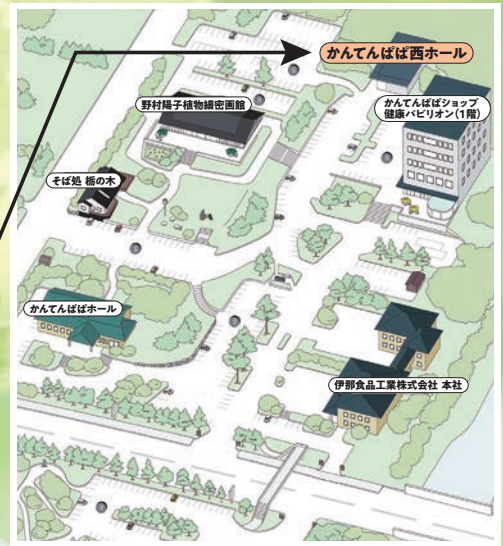 かんてんぱぱ西ホール
野村陽子植物細密画館
かんてんぱぱショップ
健康パビリオン(1階)
そば処 栃の木
かんてんぱぱホール
伊那食品工業株式会社 本社